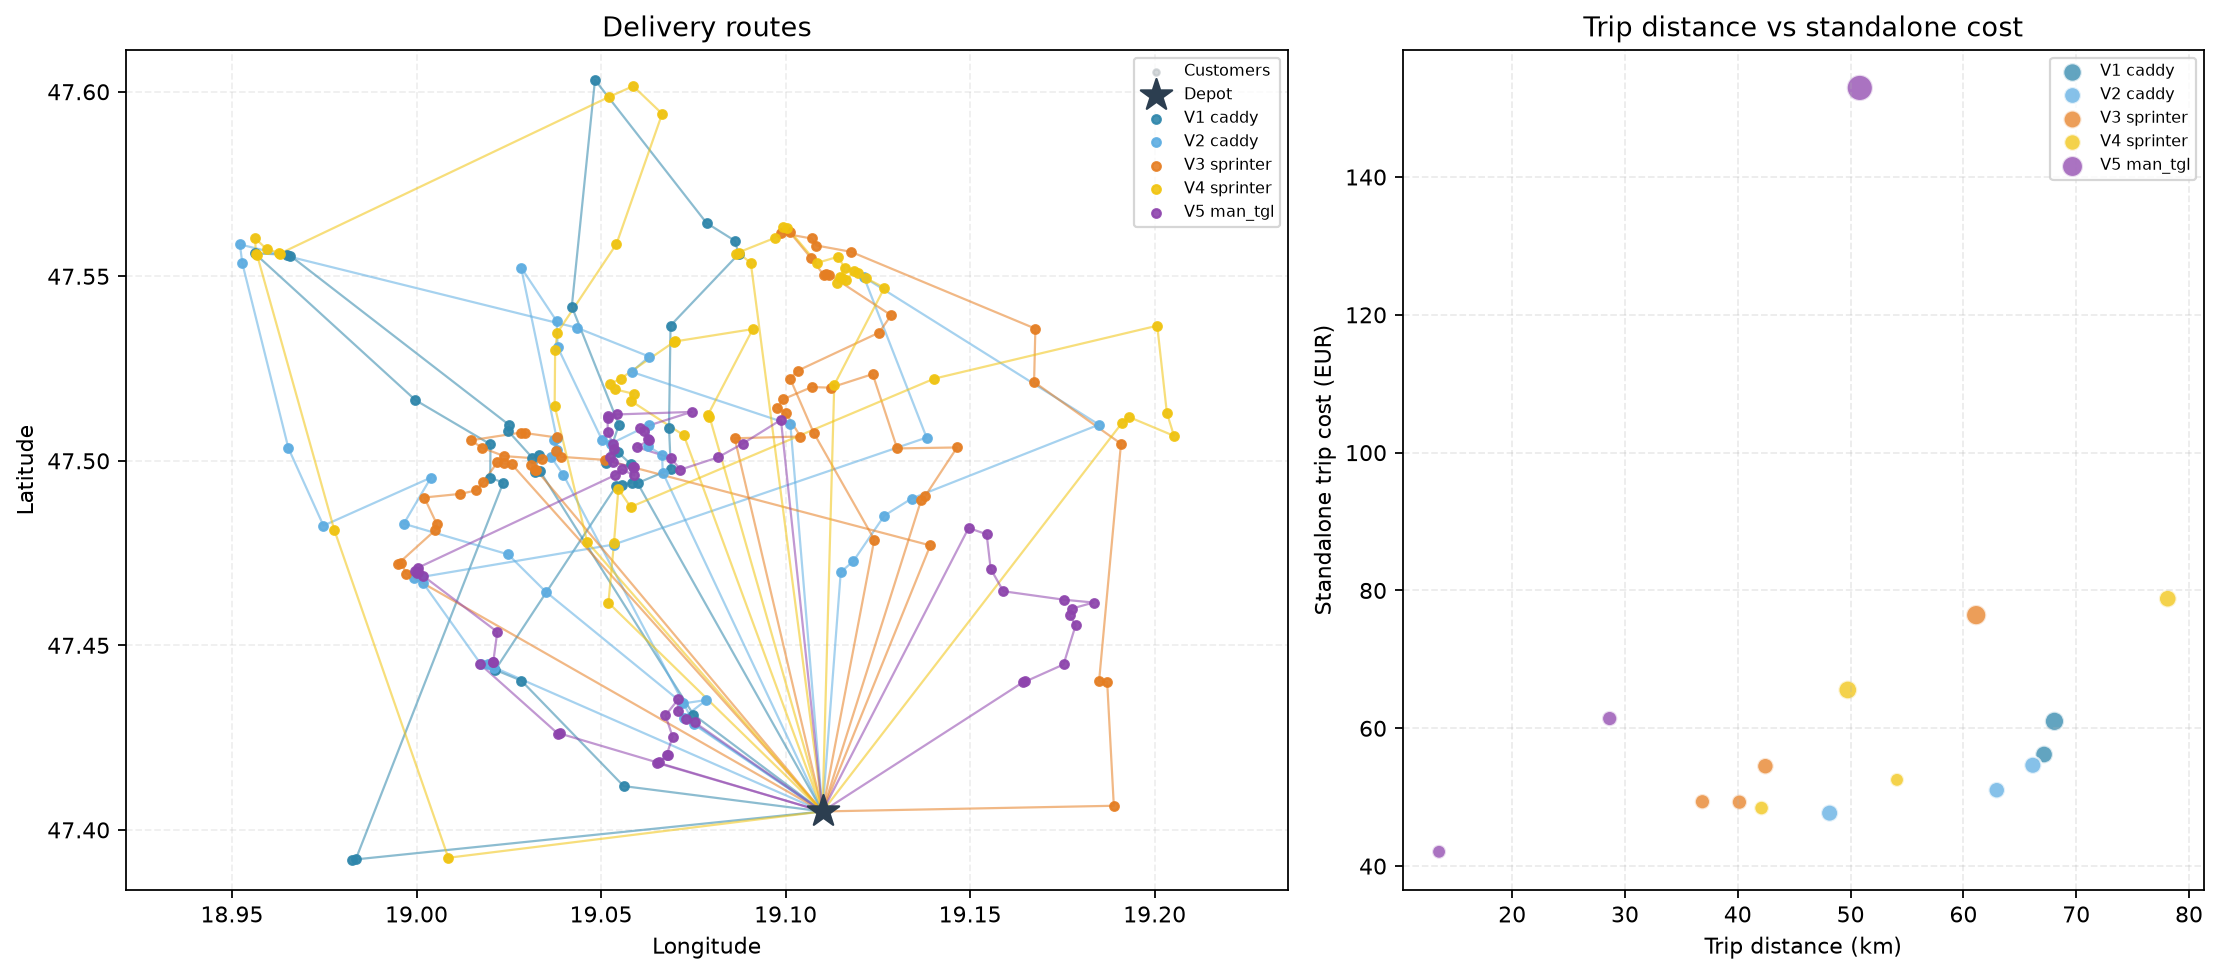 Delivery routes
Customers
Depot
V1 caddy
V2 caddy
V3 sprinter
V4 sprinter
V5 man_tgl
47.60
47.55
47.50
47.45
47.40
Latitude
18.95 19.00 19.05 19.10 19.15 19.20
Longitude
Trip distance vs standalone cost
V1 caddy
V2 caddy
V3 sprinter
V4 sprinter
V5 man_tgl
140
120
100
80
60
40
Standalone trip cost (EUR)
20 30 40 50 60 70 80
Trip distance (km)